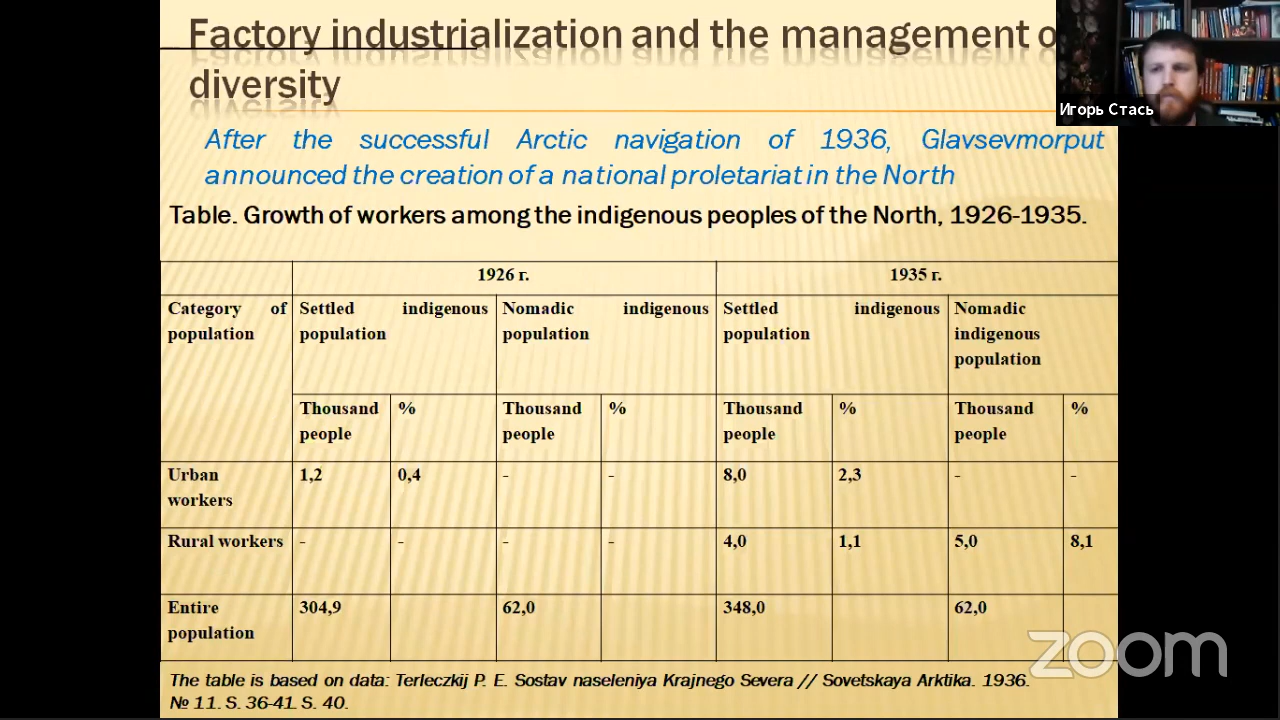 Factory industrialization and the management o
diversity
Игорь Стась
After the successful Arctic navigation of 1936, Glavsevmorput
announced the creation of a national proletariat in the North
Table. Growth of workers among the indigenous peoples of the North, 1926-1935.
1926 г. 1935 г.
Category of population Settled indigenous population Nomadic indigenous population Settled indigenous population Nomadic indigenous population
Thousand people % Thousand people % Thousand people % Thousand people %
Urban workers 1,2 0,4 - - 8,0 2,3 - -
Rural workers - - - - 4,0 1,1 5,0 8,1
Entire population 304,9 62,0 348,0 62,0
zoom
The table is based on data: Terleczkij P. E. Sostav naseleniya Krajnego Severa // Sovetskaya Arktika. 1936.
№ 11. S. 36-41. S. 40.